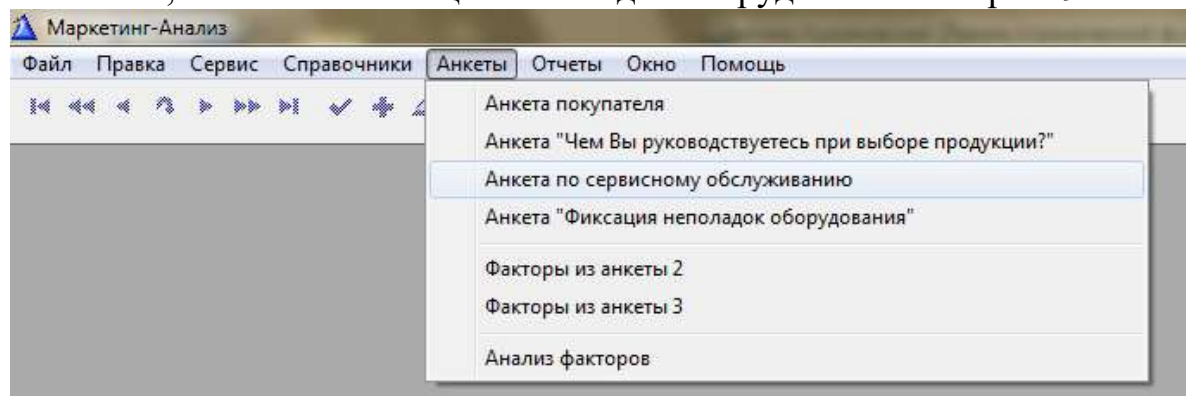 Маркетинг-Анализ
Файл Правка Сервис Справочники Анкеты Отчеты Окно Помощь
Анкета покупателя
Анкета "Чем Вы руководствуетесь при выборе продукции?"
Анкета по сервисному обслуживанию
Анкета "Фиксация неполадок оборудования"
Факторы из анкеты 2
Факторы из анкеты 3
Анализ факторов